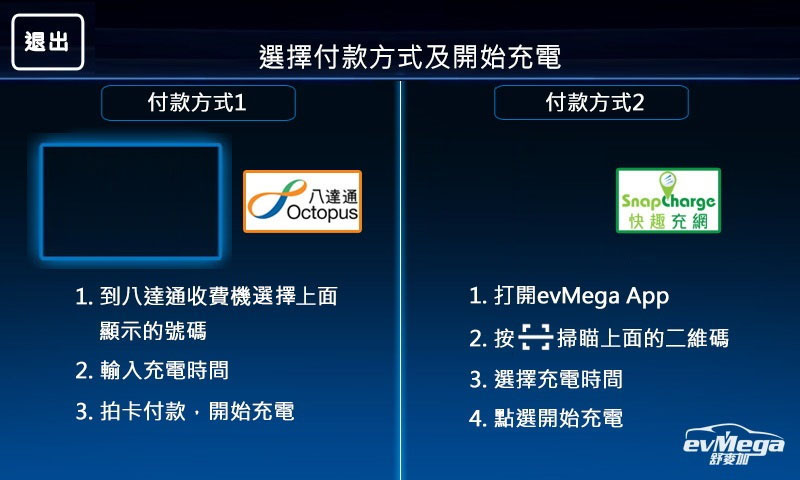 退出
選擇付款方式及開始充電
付款方式1
八達通
Octopus
1. 到八達通收費機選擇上面
顯示的號碼
2. 輸入充電時間
3. 拍卡付款，開始充電
付款方式2
SnapCharge
快趣充網
1. 打開evMega App
2. 按 掃瞄上面的二維碼
3. 選擇充電時間
4. 點選開始充電
evMega
舒麥加